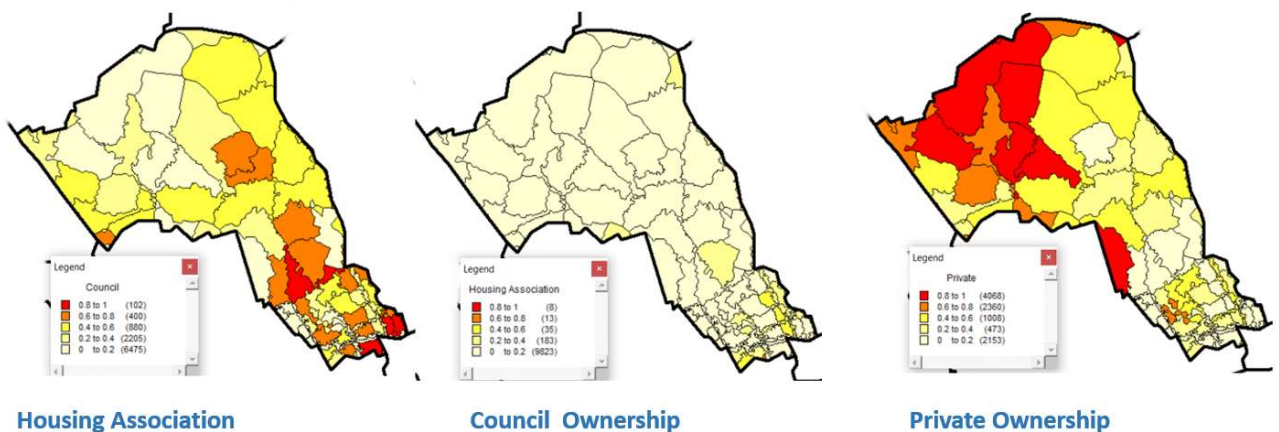 Legend
Council
0.8 to 1 (102)
0.6 to 0.8 (400)
0.4 to 0.6 (880)
0.2 to 0.4 (2205)
0 to 0.2 (6475)
Legend
Housing Association
0.8 to 1 (8)
0.6 to 0.8 (13)
0.4 to 0.6 (35)
0.2 to 0.4 (183)
0 to 0.2 (9823)
Legend
Private
0.8 to 1 (4068)
0.6 to 0.8 (2360)
0.4 to 0.6 (1008)
0.2 to 0.4 (473)
0 to 0.2 (2153)
Housing Association
Council Ownership
Private Ownership